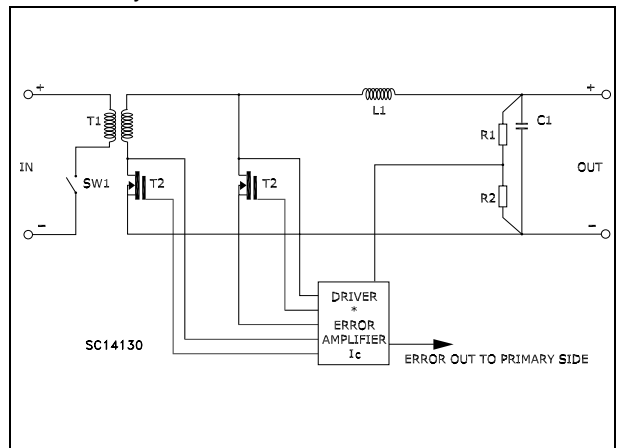 +
+
T1
L1
R1
C1
IN
SW1
T2
T2
R2
OUT
-
-
DRIVER
*
ERROR
AMPLIFIER
Ic
SC14130
ERROR OUT TO PRIMARY SIDE